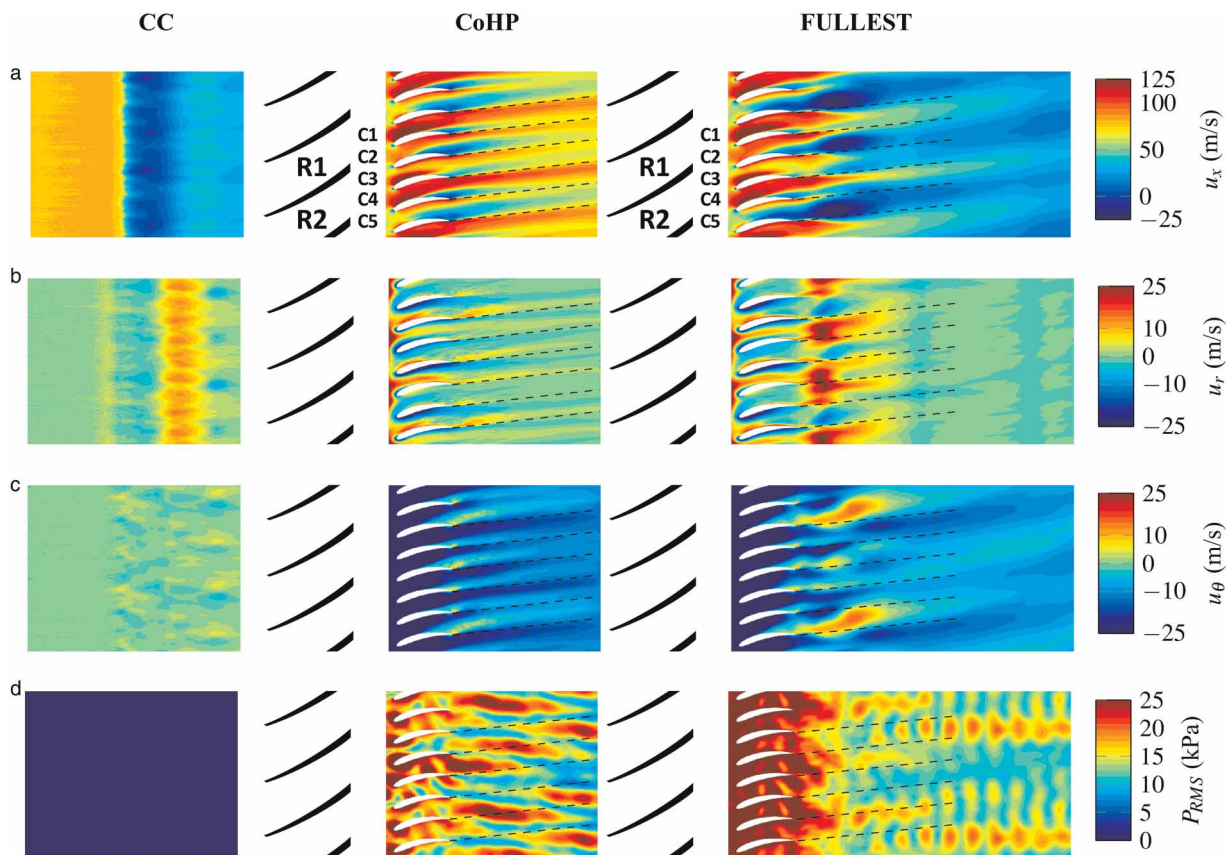 CC CoHP FULLEST
a
C1
C2
R1 C3
C4
R2 C5
C1
C2
R1 C3
C4
R2 C5
125
100
50
0
−25
u_x (m/s)
b
25
10
0
−10
−25
u_r (m/s)
c
25
10
0
−10
−25
u_θ (m/s)
d
25
20
15
10
5
0
P_RMS (kPa)